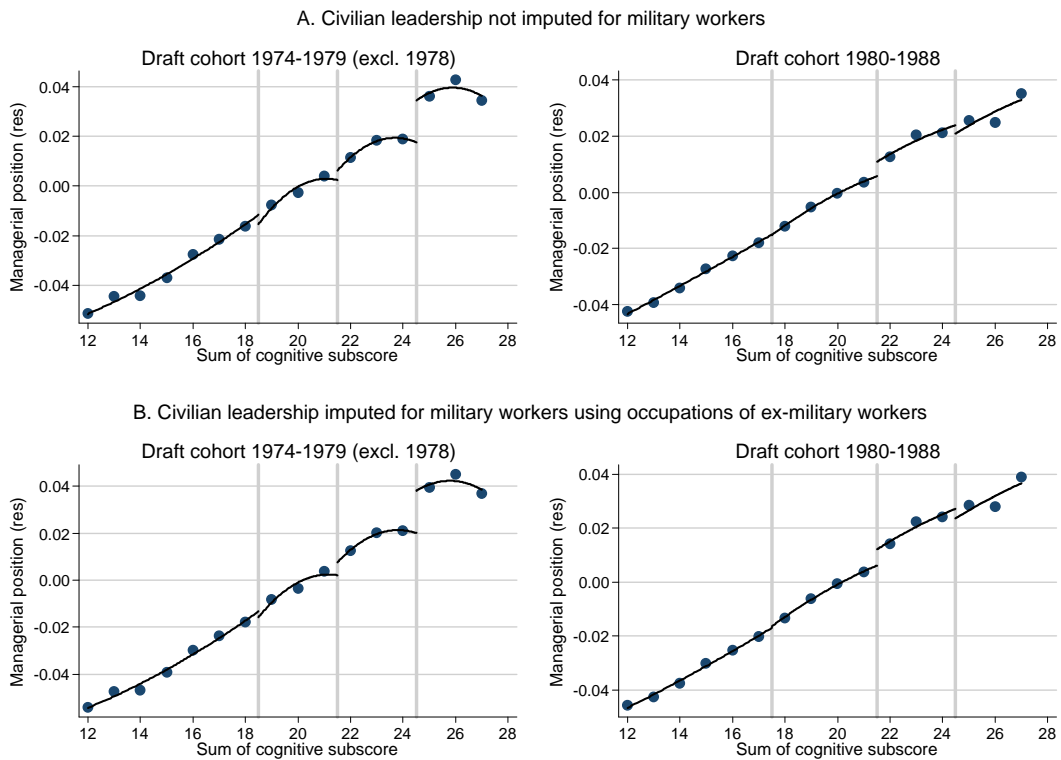 A. Civilian leadership not imputed for military workers
Draft cohort 1974-1979 (excl. 1978)
Managerial position (res)
0.04
0.02
0.00
-0.02
-0.04
12 14 16 18 20 22 24 26 28
Sum of cognitive subscore
Draft cohort 1980-1988
Managerial position (res)
0.04
0.02
0.00
-0.02
-0.04
12 14 16 18 20 22 24 26 28
Sum of cognitive subscore
B. Civilian leadership imputed for military workers using occupations of ex-military workers
Draft cohort 1974-1979 (excl. 1978)
Managerial position (res)
0.04
0.02
0.00
-0.02
-0.04
12 14 16 18 20 22 24 26 28
Sum of cognitive subscore
Draft cohort 1980-1988
Managerial position (res)
0.04
0.02
0.00
-0.02
-0.04
12 14 16 18 20 22 24 26 28
Sum of cognitive subscore